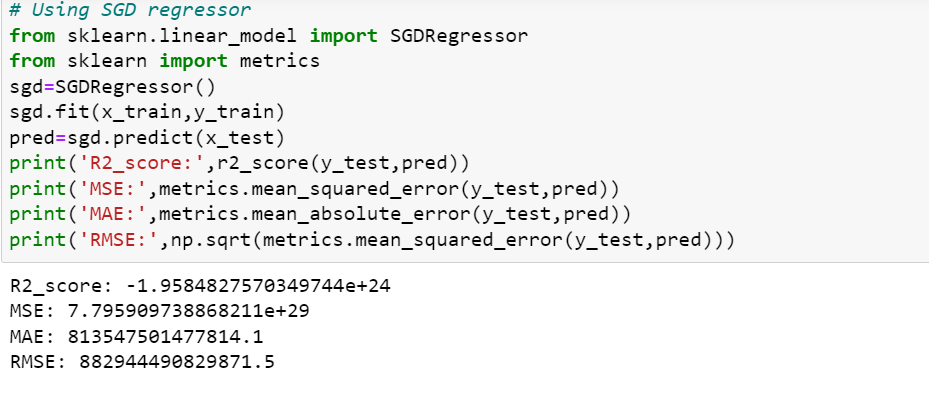 # Using SGD regressor
from sklearn.linear_model import SGDRegressor
from sklearn import metrics
sgd=SGDRegressor()
sgd.fit(x_train,y_train)
pred=sgd.predict(x_test)
print('R2_score:',r2_score(y_test,pred))
print('MSE:',metrics.mean_squared_error(y_test,pred))
print('MAE:',metrics.mean_absolute_error(y_test,pred))
print('RMSE:',np.sqrt(metrics.mean_squared_error(y_test,pred)))
R2_score: -1.9584827570349744e+24
MSE: 7.795909738868211e+29
MAE: 813547501477814.1
RMSE: 882944490829871.5